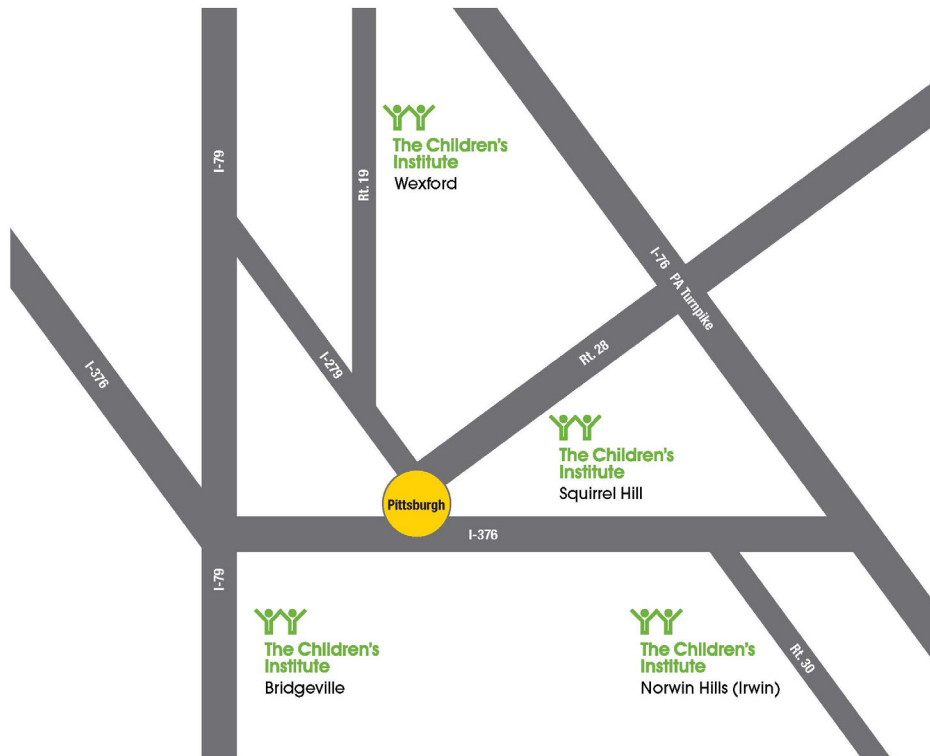 I-79
Rt. 19
The Children's
Institute
Wexford
I-76 PA Turnpike
I-376
I-279
Rt. 28
The Children's
Institute
Squirrel Hill
Pittsburgh
I-376
I-79
The Children's
Institute
Bridgeville
The Children's
Institute
Norwin Hills (Irwin)
Rt. 30